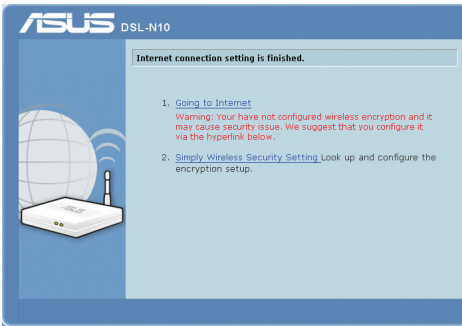 ASUS DSL-N10
Internet connection setting is finished.
1. Going to Internet
Warning: Your have not configured wireless encryption and it
may cause security issue. We suggest that you configure it
via the hyperlink below.
2. Simply Wireless Security Setting Look up and configure the
encryption setup.
ASUS